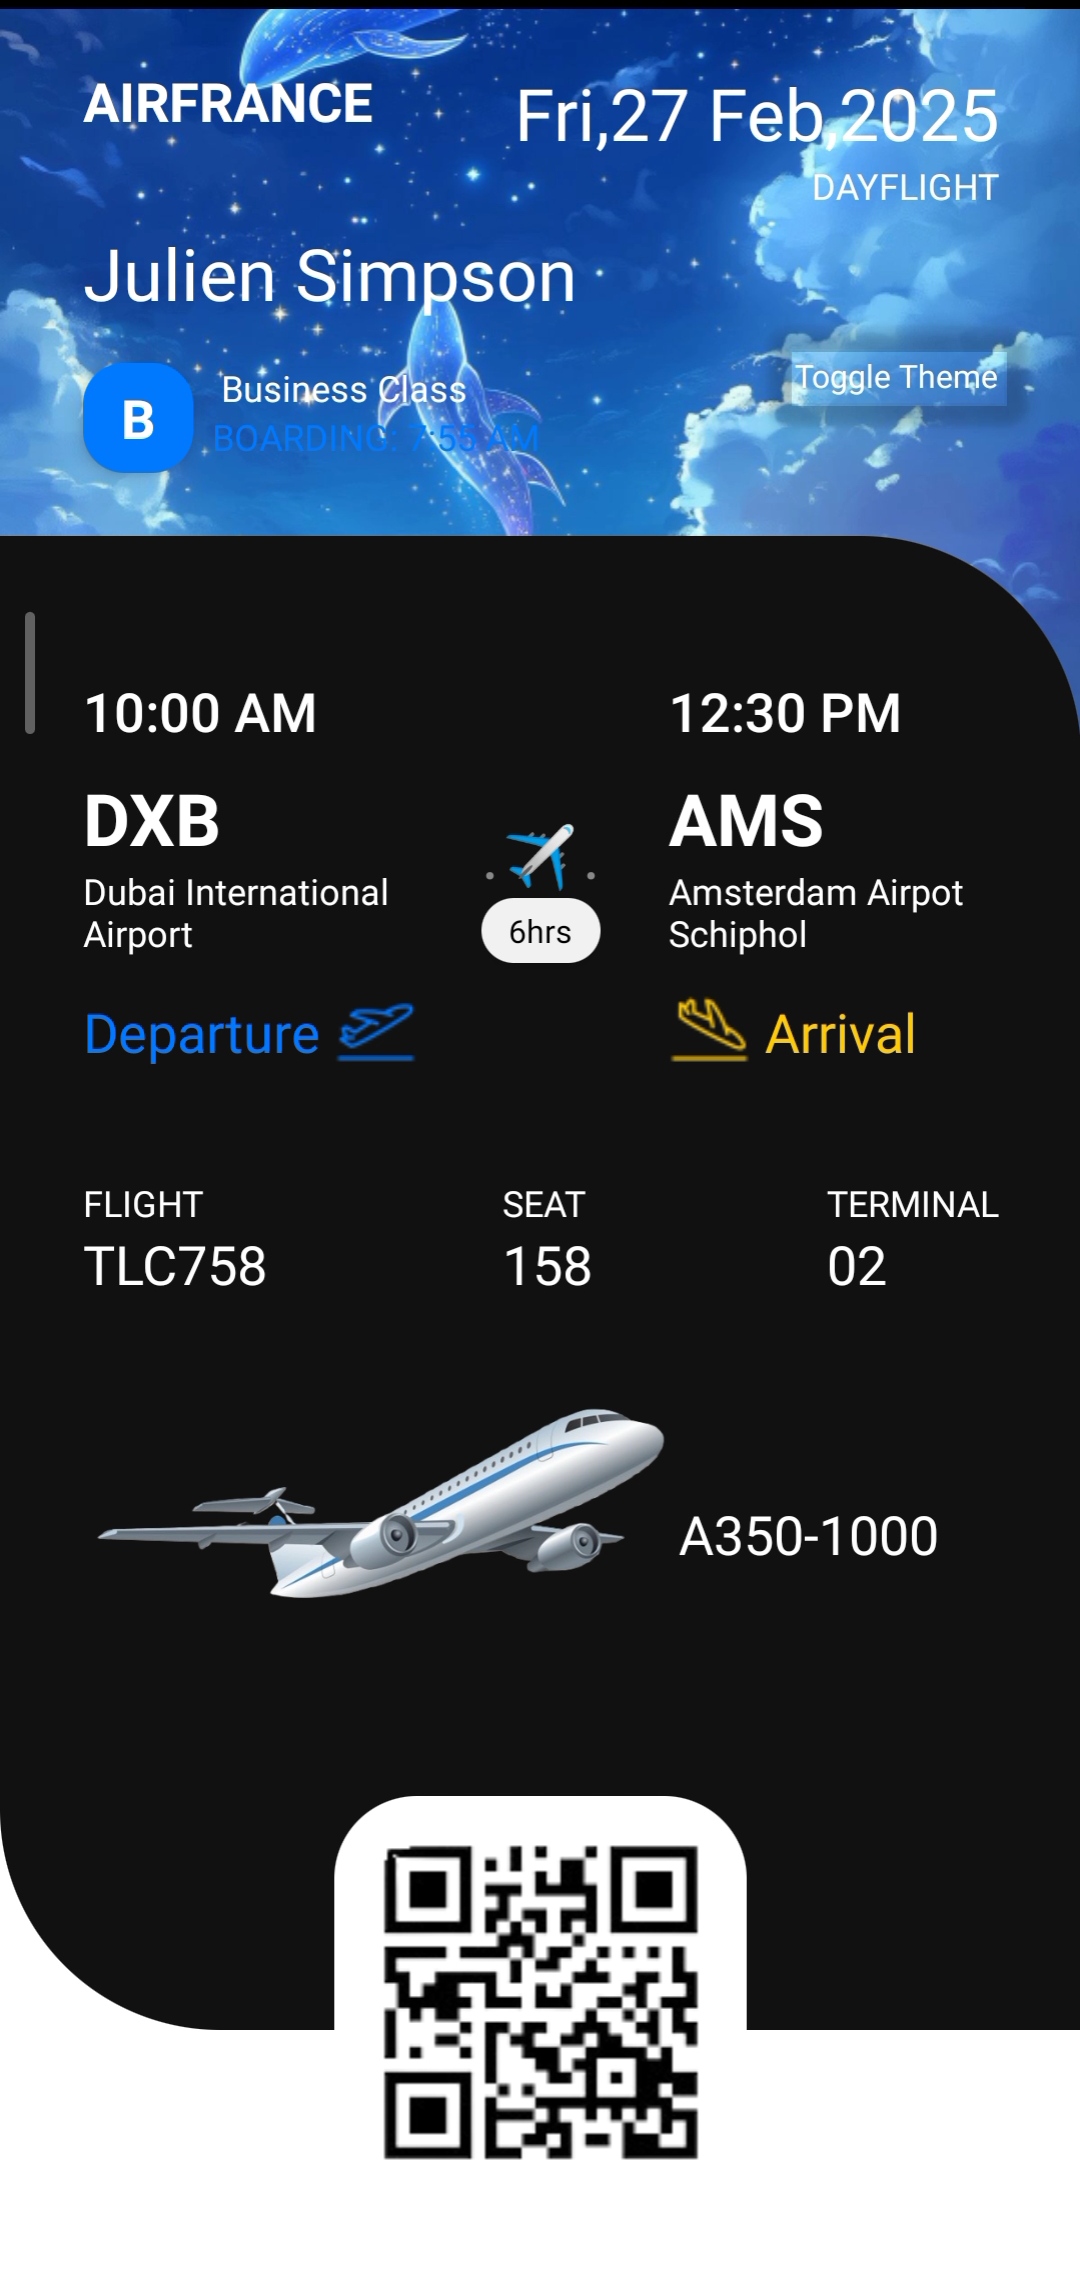 AIRFRANCE
Fri,27 Feb,2025
DAYFLIGHT
Julien Simpson
B
Business Class
BOARDING: 7:55 AM
Toggle Theme
10:00 AM
12:30 PM
DXB
AMS
Dubai International
Airport
6hrs
Amsterdam Airpot
Schiphol
Departure
Arrival
FLIGHT
SEAT
TERMINAL
TLC758
158
02
A350-1000